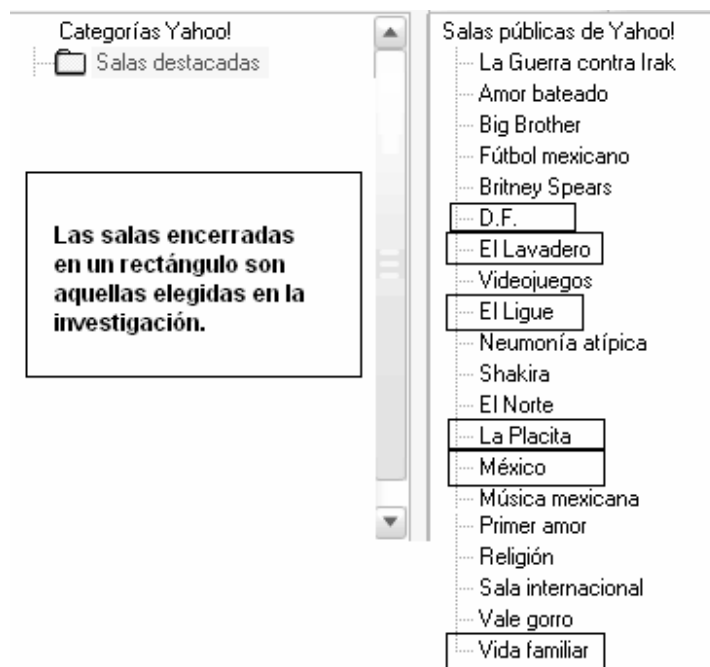 Categorías Yahoo!
Salas destacadas
Las salas encerradas
en un rectángulo son
aquellas elegidas en la
investigación.
Salas públicas de Yahoo!
La Guerra contra Irak
Amor bateado
Big Brother
Fútbol mexicano
Britney Spears
D.F.
El Lavadero
Videojuegos
El Ligue
Neumonía atípica
Shakira
El Norte
La Placita
México
Música mexicana
Primer amor
Religión
Sala internacional
Vale gorro
Vida familiar